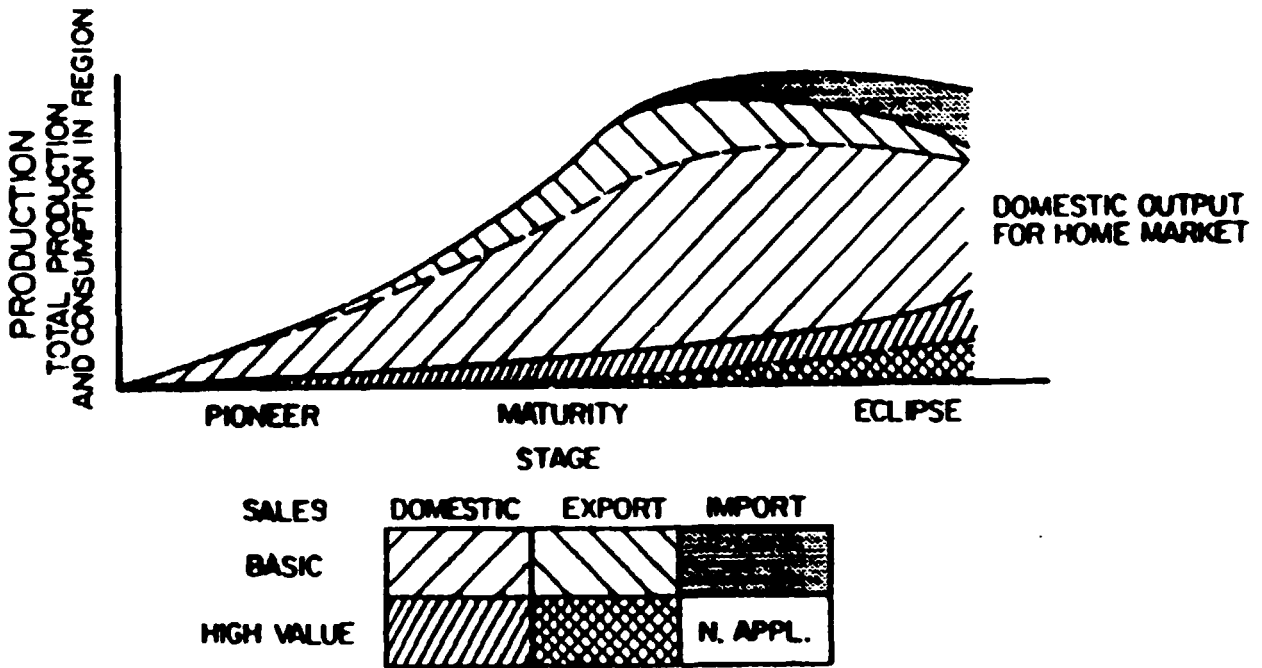 PRODUCTION
TOTAL PRODUCTION
AND CONSUMPTION IN REGION
DOMESTIC OUTPUT
FOR HOME MARKET
PIONEER MATURITY ECLIPSE
STAGE
SALES DOMESTIC EXPORT IMPORT
BASIC
HIGH VALUE N. APPL.